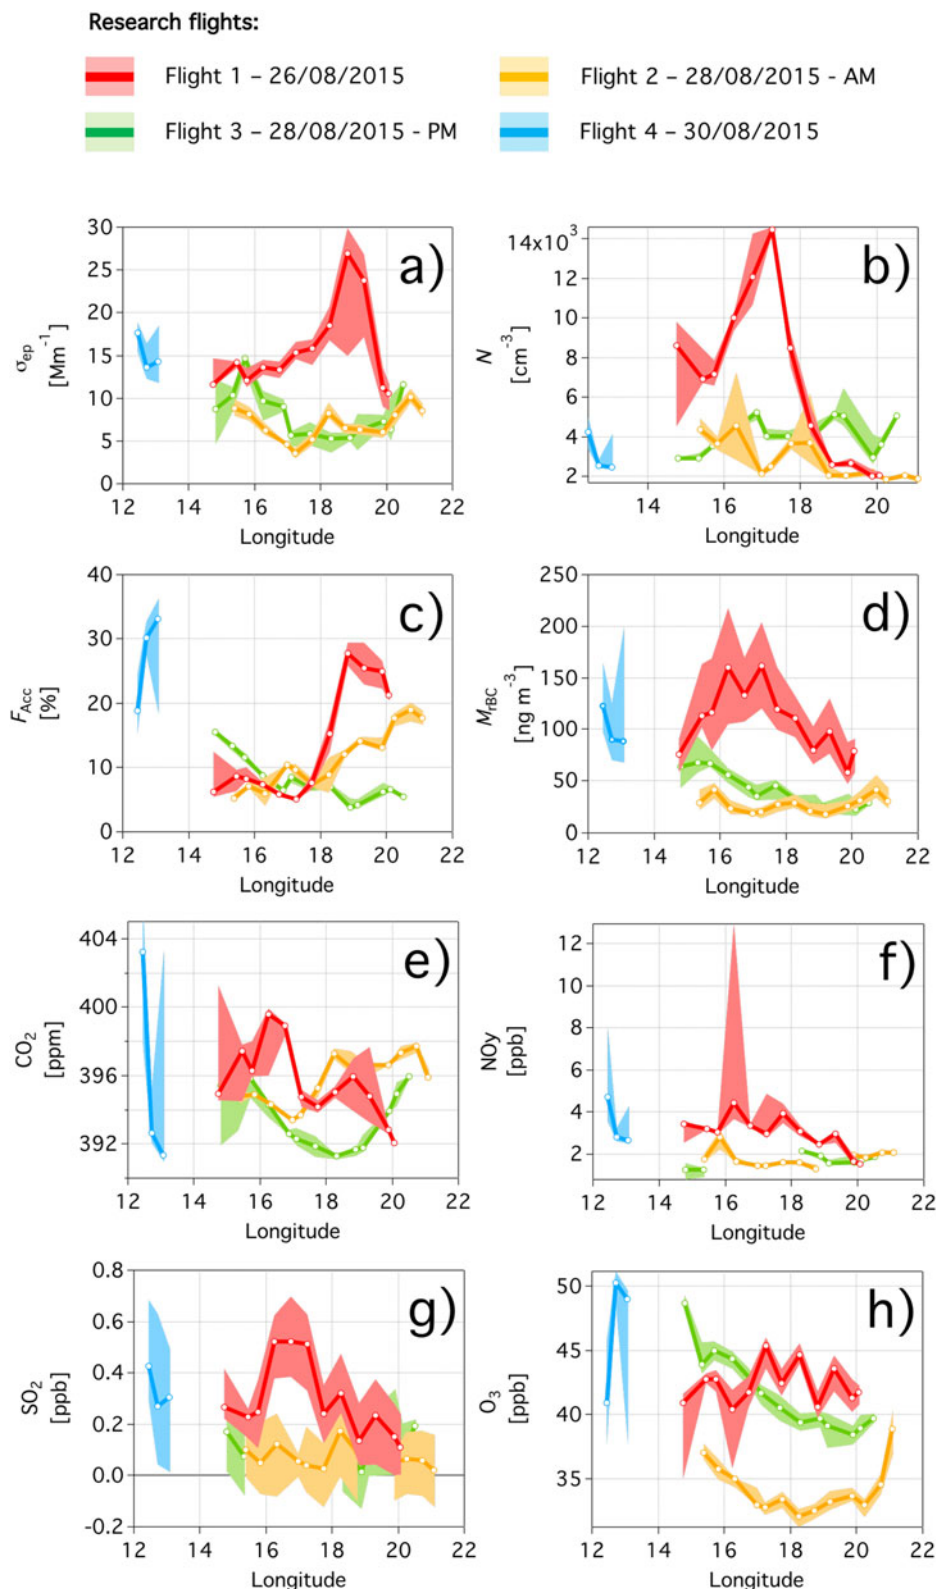 Research flights:
Flight 1 – 26/08/2015
Flight 2 – 28/08/2015 - AM
Flight 3 – 28/08/2015 - PM
Flight 4 – 30/08/2015
a)
30
25
20
15
10
5
0
σep
[Mm-1]
12 14 16 18 20 22
Longitude
b)
14x10³
12
10
8
6
4
2
N
[cm-3]
14 16 18 20
Longitude
c)
40
30
20
10
0
FAcc
[%]
12 14 16 18 20 22
Longitude
d)
250
200
150
100
50
0
MrBC
[ng m-3]
12 14 16 18 20 22
Longitude
e)
404
400
396
392
CO2
[ppm]
12 14 16 18 20 22
Longitude
f)
12
10
8
6
4
2
NOy
[ppb]
12 14 16 18 20 22
Longitude
g)
0.8
0.6
0.4
0.2
0.0
-0.2
SO2
[ppb]
12 14 16 18 20 22
Longitude
h)
50
45
40
35
O3
[ppb]
12 14 16 18 20 22
Longitude